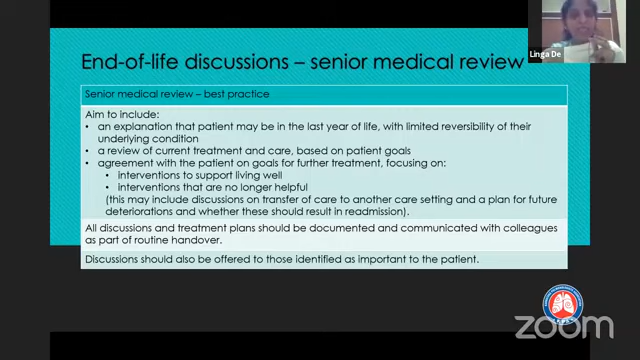 Linga De
End-of-life discussions – senior medical review
Senior medical review – best practice
Aim to include:
• an explanation that patient may be in the last year of life, with limited reversibility of their
underlying condition
• a review of current treatment and care, based on patient goals
• agreement with the patient on goals for further treatment, focusing on:
• interventions to support living well
• interventions that are no longer helpful
(this may include discussions on transfer of care to another care setting and a plan for future
deteriorations and whether these should result in readmission).
All discussions and treatment plans should be documented and communicated with colleagues
as part of routine handover.
Discussions should also be offered to those identified as important to the patient.
zoom